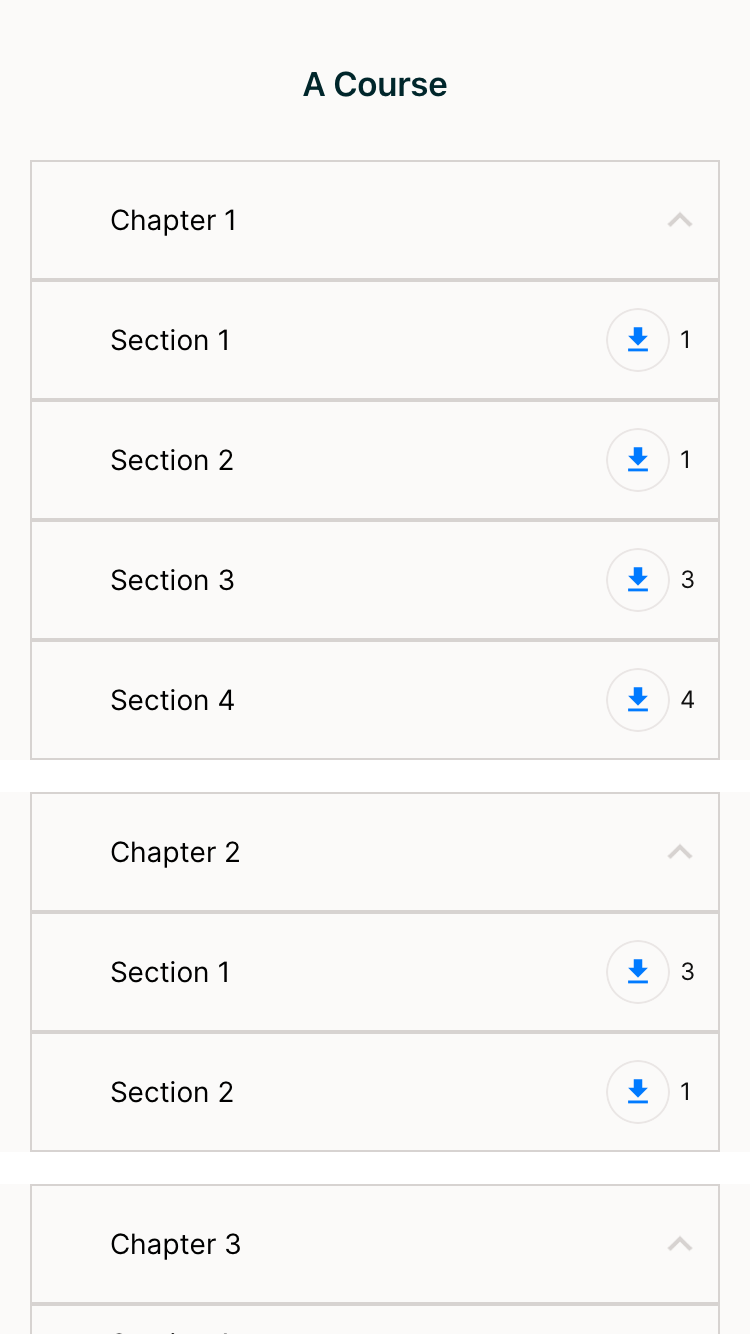 A Course
Chapter 1
Section 1 1
Section 2 1
Section 3 3
Section 4 4
Chapter 2
Section 1 3
Section 2 1
Chapter 3